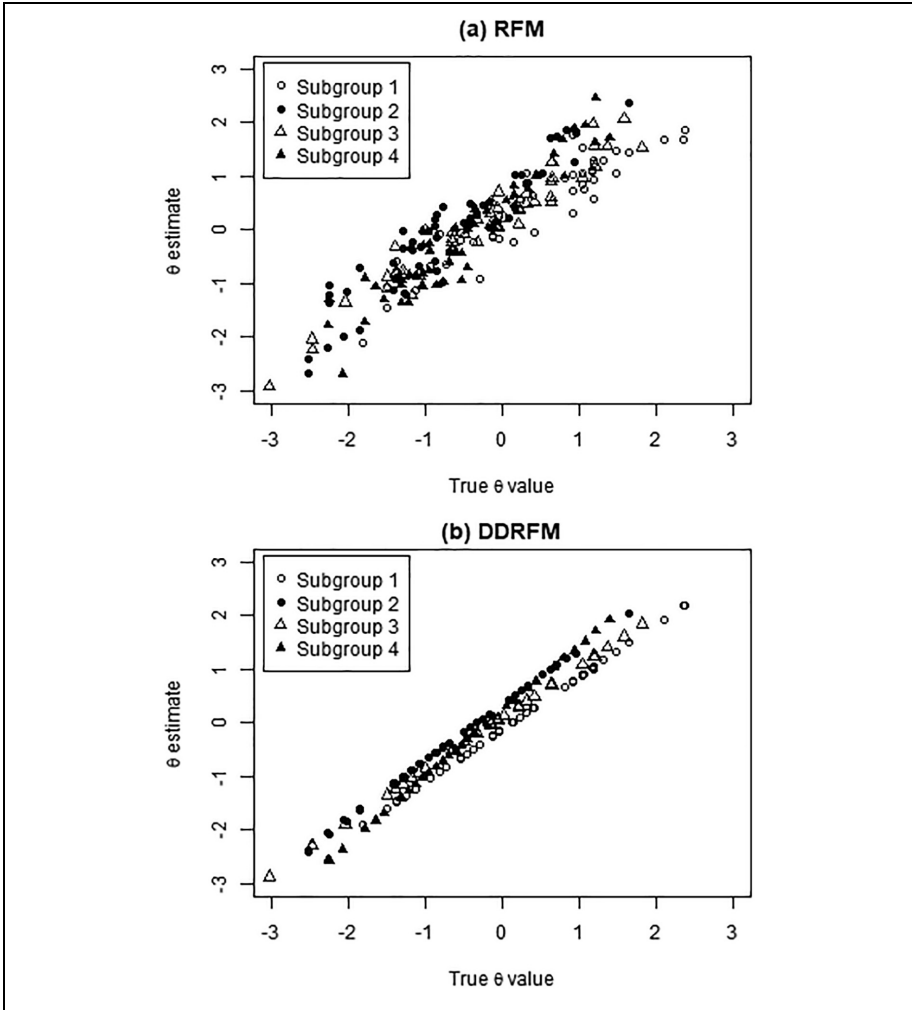 (a) RFM
Subgroup 1
Subgroup 2
Subgroup 3
Subgroup 4
3
2
1
0
-1
-2
-3
θ estimate
-3 -2 -1 0 1 2 3
True θ value
(b) DDRFM
Subgroup 1
Subgroup 2
Subgroup 3
Subgroup 4
3
2
1
0
-1
-2
-3
θ estimate
-3 -2 -1 0 1 2 3
True θ value